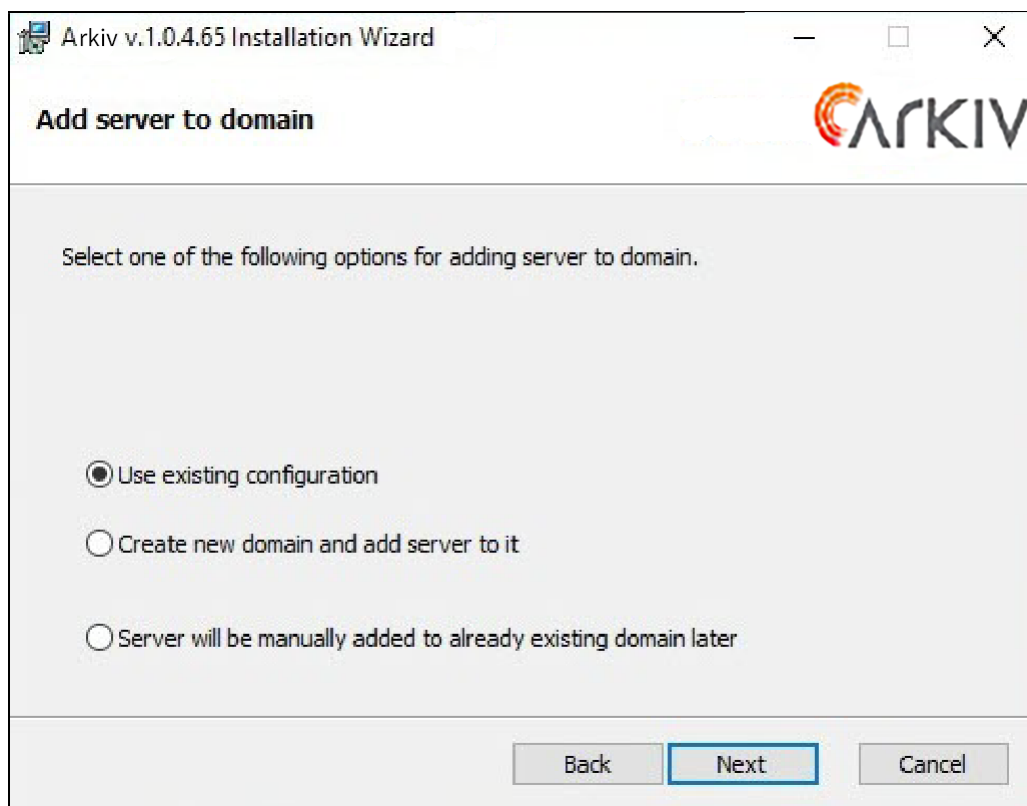 Arkiv v.1.0.4.65 Installation Wizard
Add server to domain
ARKIV
Select one of the following options for adding server to domain.
Use existing configuration
Create new domain and add server to it
Server will be manually added to already existing domain later
Back Next Cancel